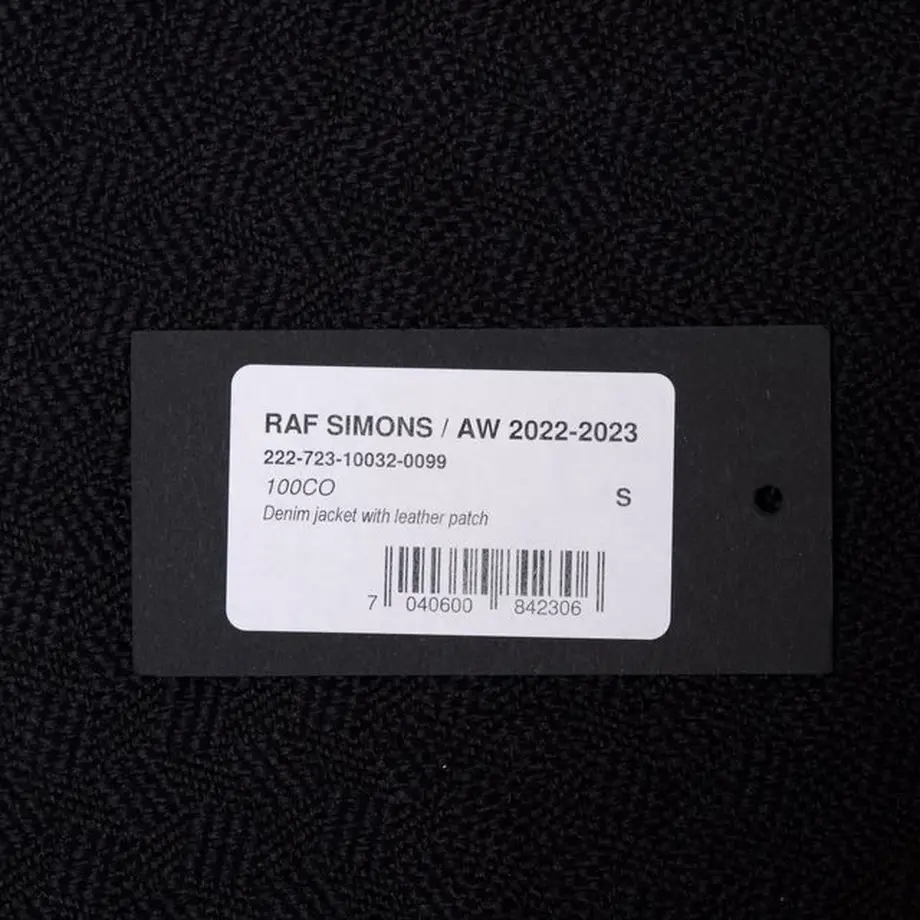 RAF SIMONS / AW 2022-2023
222-723-10032-0099
100CO
S
Denim jacket with leather patch
7 040600 842306